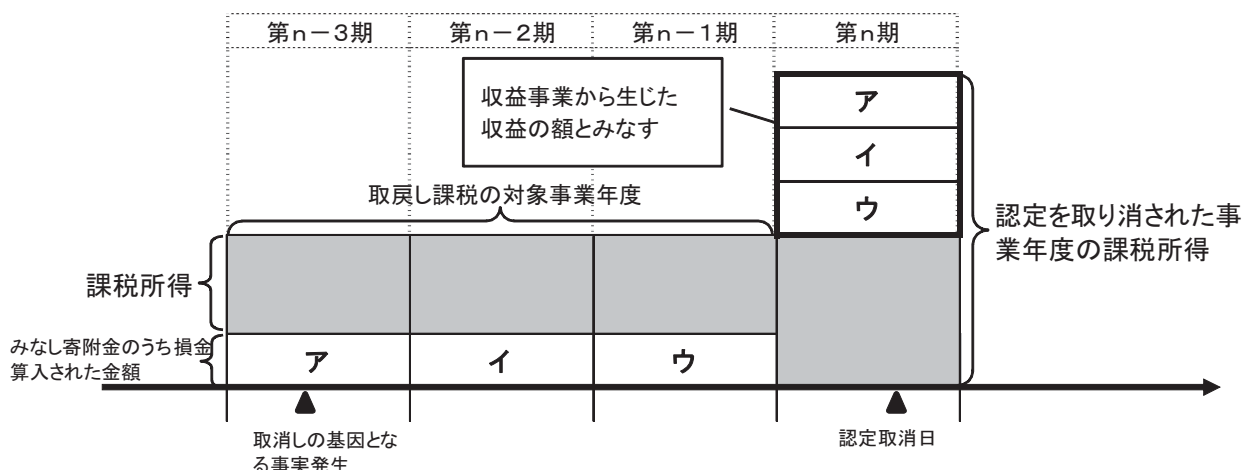 第n－3期
第n－2期
第n－1期
第n期
収益事業から生じた
収益の額とみなす
ア
イ
ウ
取戻し課税の対象事業年度
認定を取り消された事
業年度の課税所得
課税所得
みなし寄附金のうち損金
算入された金額
ア
イ
ウ
取消しの基因とな
る事実発生
認定取消日